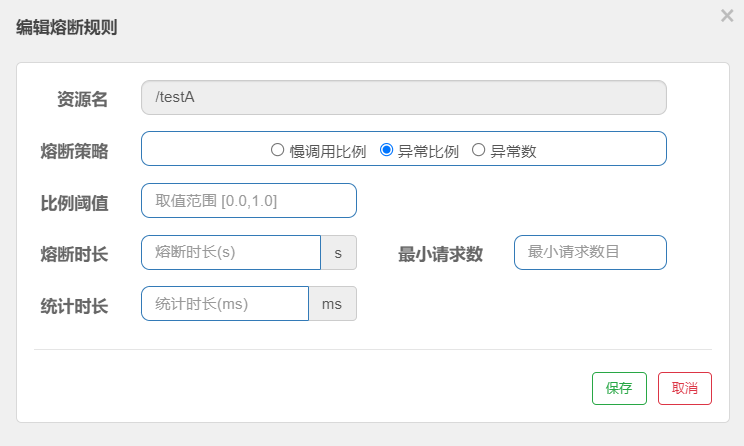 编辑熔断规则
×
资源名 /testA
熔断策略 慢调用比例 异常比例 异常数
比例阈值 取值范围 [0.0,1.0]
熔断时长 熔断时长(s) s 最小请求数 最小请求数目
统计时长 统计时长(ms) ms
保存 取消